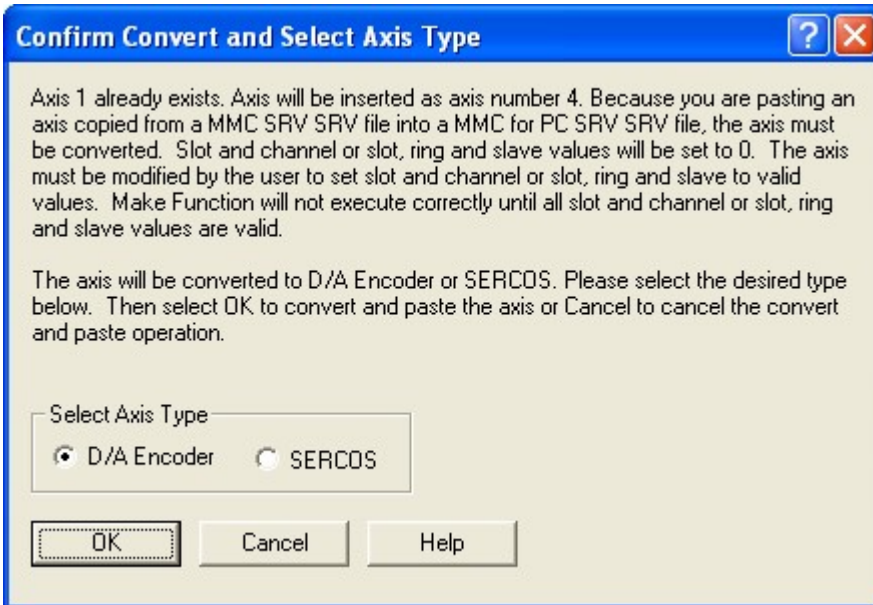 Confirm Convert and Select Axis Type
Axis 1 already exists. Axis will be inserted as axis number 4. Because you are pasting an
axis copied from a MMC SRV SRV file into a MMC for PC SRV SRV file, the axis must
be converted. Slot and channel or slot, ring and slave values will be set to 0. The axis
must be modified by the user to set slot and channel or slot, ring and slave to valid
values. Make Function will not execute correctly until all slot and channel or slot, ring
and slave values are valid.
The axis will be converted to D/A Encoder or SERCOS. Please select the desired type
below. Then select OK to convert and paste the axis or Cancel to cancel the convert
and paste operation.
Select Axis Type
D/A Encoder SERCOS
OK Cancel Help